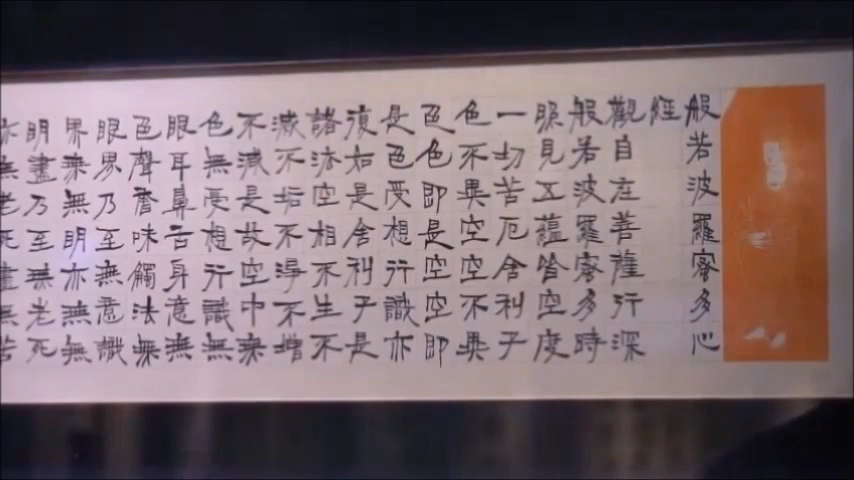 般若波羅蜜多心
經
觀自在菩薩行深
般若波羅蜜多時
照見五蘊皆空度
一切苦厄舍利子
色不異空空不異
色色即是空空即
是色受想行識亦
復如是舍利子是
諸法空相不生不
滅不垢不淨不增
不減是故空中無
色無受想行識無
眼耳鼻舌身意無
色聲香味觸法無
眼界乃至無意識
界無無明亦無無
明盡乃至無老死
亦無老死盡無苦